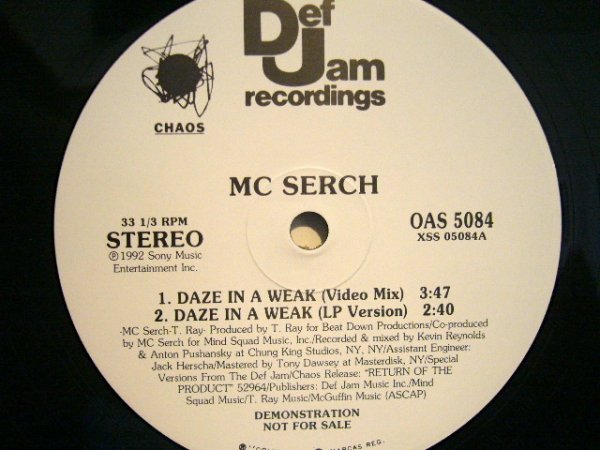 Def
Jam
recordings
CHAOS
MC SERCH
33 1/3 RPM
STEREO
℗ 1992 Sony Music
Entertainment Inc.
OAS 5084
XSS 05084A
1. DAZE IN A WEAK (Video Mix) 3:47
2. DAZE IN A WEAK (LP Version) 2:40
-MC Serch-T. Ray- Produced by T. Ray for Beat Down Productions/Co-produced
by MC Serch for Mind Squad Music, Inc./Recorded & mixed by Kevin Reynolds
& Anton Pushansky at Chung King Studios, NY, NY/Assistant Engineer:
Jack Herscha/Mastered by Tony Dawsey at Masterdisk, NY/Special
Versions From The Def Jam/Chaos Release: "RETURN OF THE
PRODUCT" 52964/Publishers: Def Jam Music Inc./Mind
Squad Music/T. Ray Music/McGuffin Music (ASCAP)
DEMONSTRATION
NOT FOR SALE
MARCAS REG.